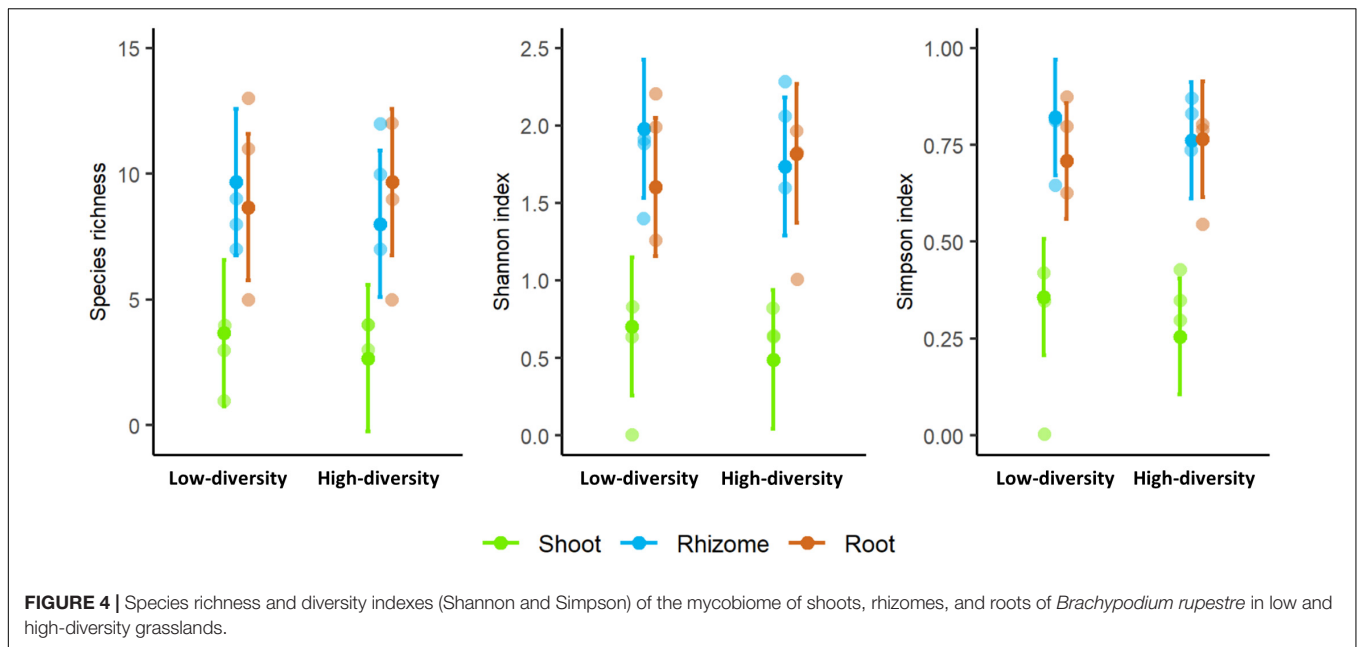 Species richness
15
10
5
0
Low-diversity High-diversity
Shannon index
2.5
2.0
1.5
1.0
0.5
0.0
Low-diversity High-diversity
Simpson index
1.00
0.75
0.50
0.25
0.00
Low-diversity High-diversity
Shoot Rhizome Root
FIGURE 4 | Species richness and diversity indexes (Shannon and Simpson) of the mycobiome of shoots, rhizomes, and roots of Brachypodium rupestre in low and
high-diversity grasslands.